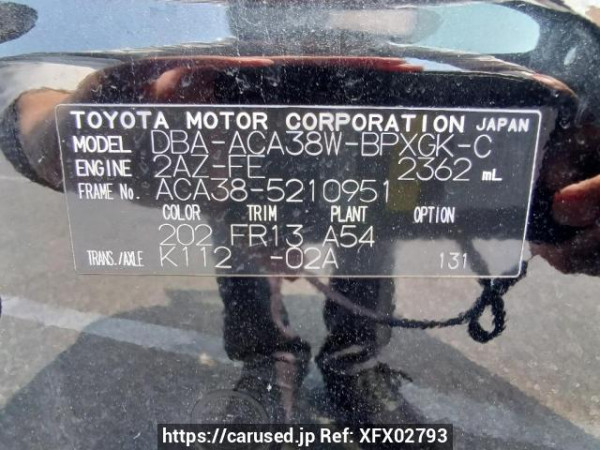 TOYOTA MOTOR CORPORATION JAPAN
MODEL DBA-ACA38W-BPXGK-C
ENGINE 2AZ-FE 2362 mL
FRAME No. ACA38-5210951
COLOR TRIM PLANT OPTION
202 FR13 A54
TRANS./AXLE K112 -02A 131
https://carused.jp Ref: XFX02793